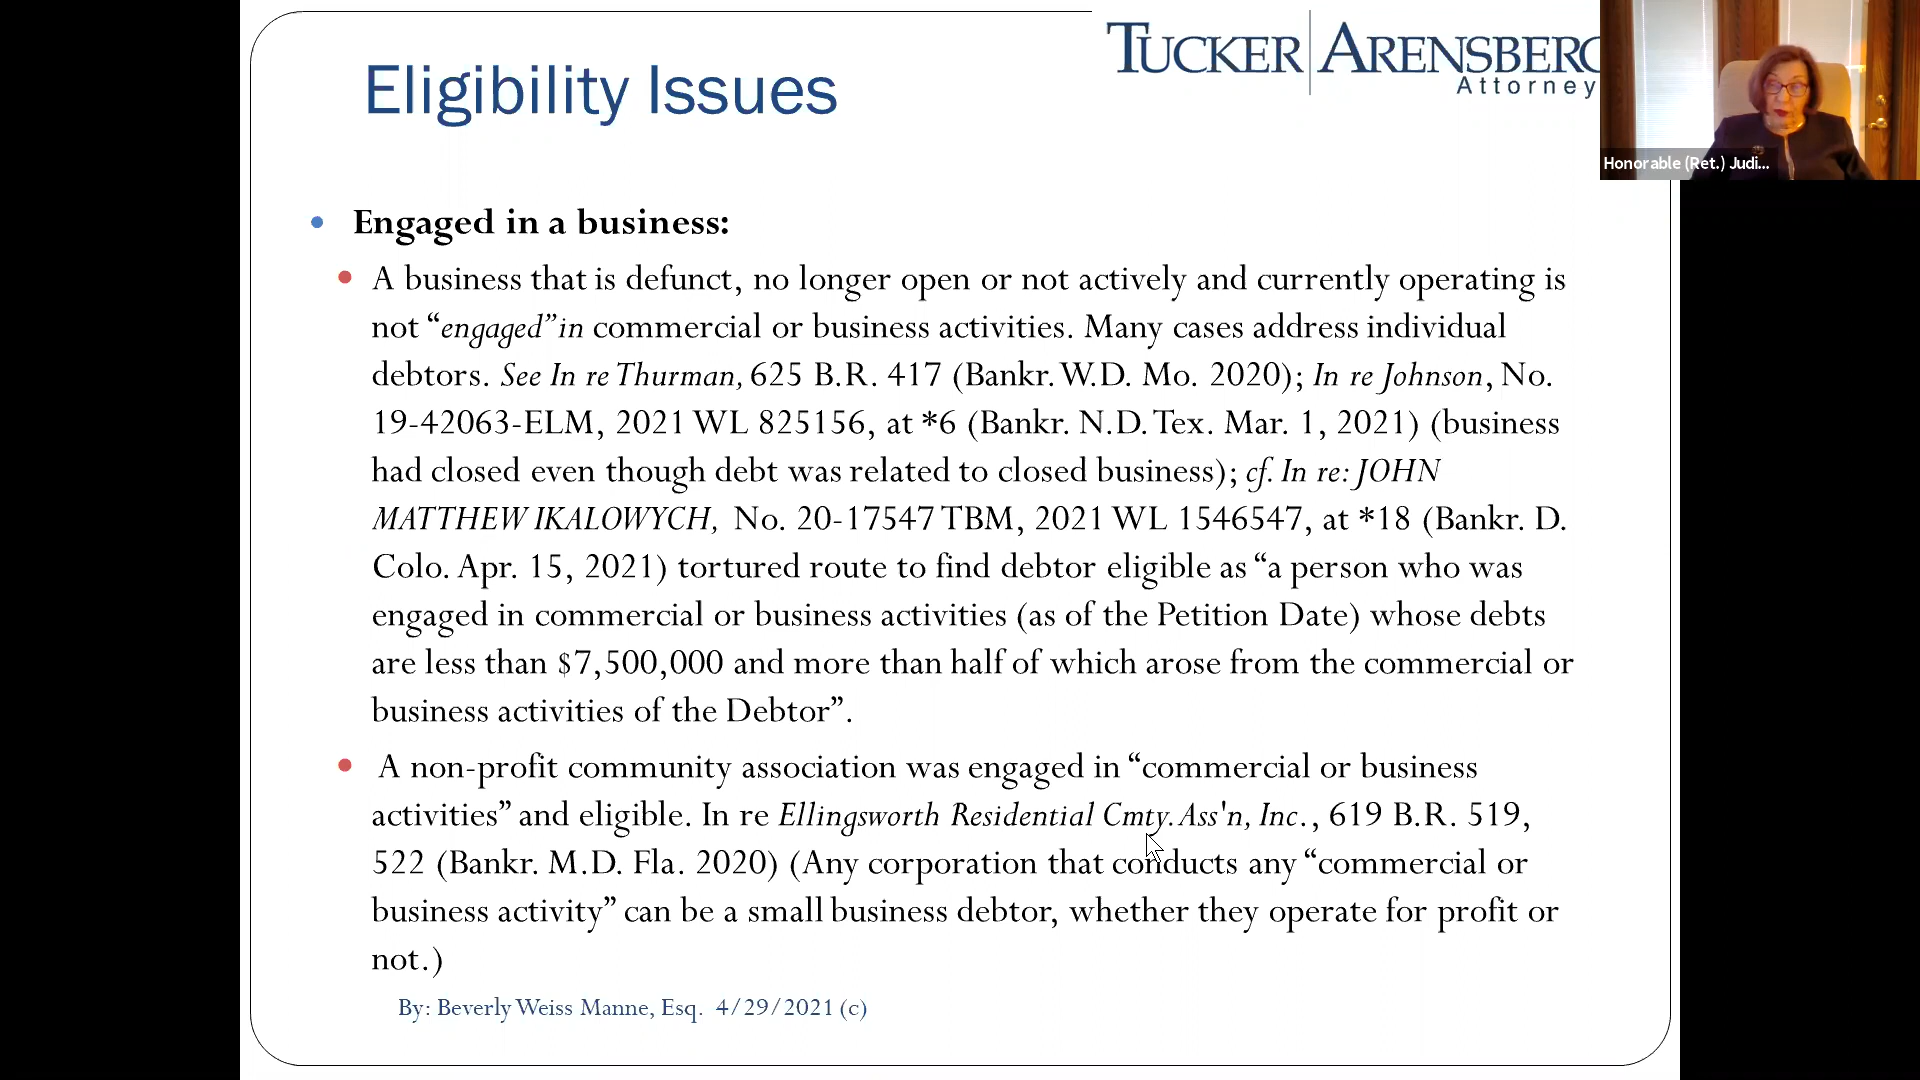 Eligibility Issues
TUCKER ARENSBERG
Attorney
Honorable (Ret.) Judi...
• Engaged in a business:
• A business that is defunct, no longer open or not actively and currently operating is
not “engaged” in commercial or business activities. Many cases address individual
debtors. See In re Thurman, 625 B.R. 417 (Bankr. W.D. Mo. 2020); In re Johnson, No.
19-42063-ELM, 2021 WL 825156, at *6 (Bankr. N.D. Tex. Mar. 1, 2021) (business
had closed even though debt was related to closed business); cf. In re: JOHN
MATTHEW IKALOWYCH, No. 20-17547 TBM, 2021 WL 1546547, at *18 (Bankr. D.
Colo. Apr. 15, 2021) tortured route to find debtor eligible as “a person who was
engaged in commercial or business activities (as of the Petition Date) whose debts
are less than $7,500,000 and more than half of which arose from the commercial or
business activities of the Debtor”.
• A non-profit community association was engaged in “commercial or business
activities” and eligible. In re Ellingsworth Residential Cmty. Ass'n, Inc., 619 B.R. 519,
522 (Bankr. M.D. Fla. 2020) (Any corporation that conducts any “commercial or
business activity” can be a small business debtor, whether they operate for profit or
not.)
By: Beverly Weiss Manne, Esq. 4/29/2021 (c)